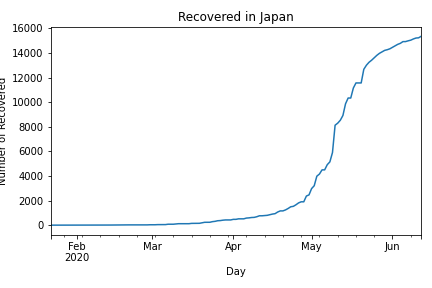 Recovered in Japan
16000
14000
12000
10000
8000
6000
4000
2000
0
Number of Recovered
Feb
2020
Mar
Apr
May
Jun
Day